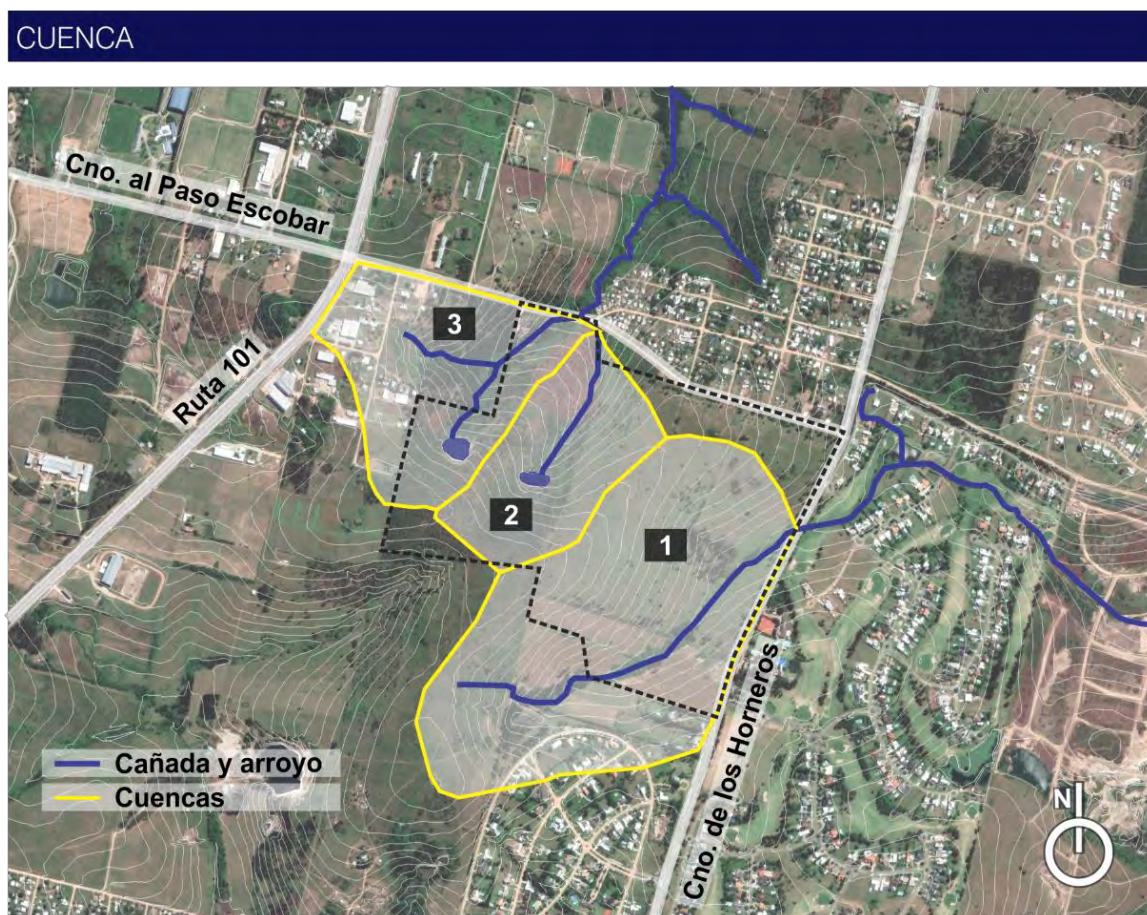 CUENCA
Cno. al Paso Escobar
3
Ruta 101
2
1
Cno. de los Horneros
Cañada y arroyo
Cuencas
N